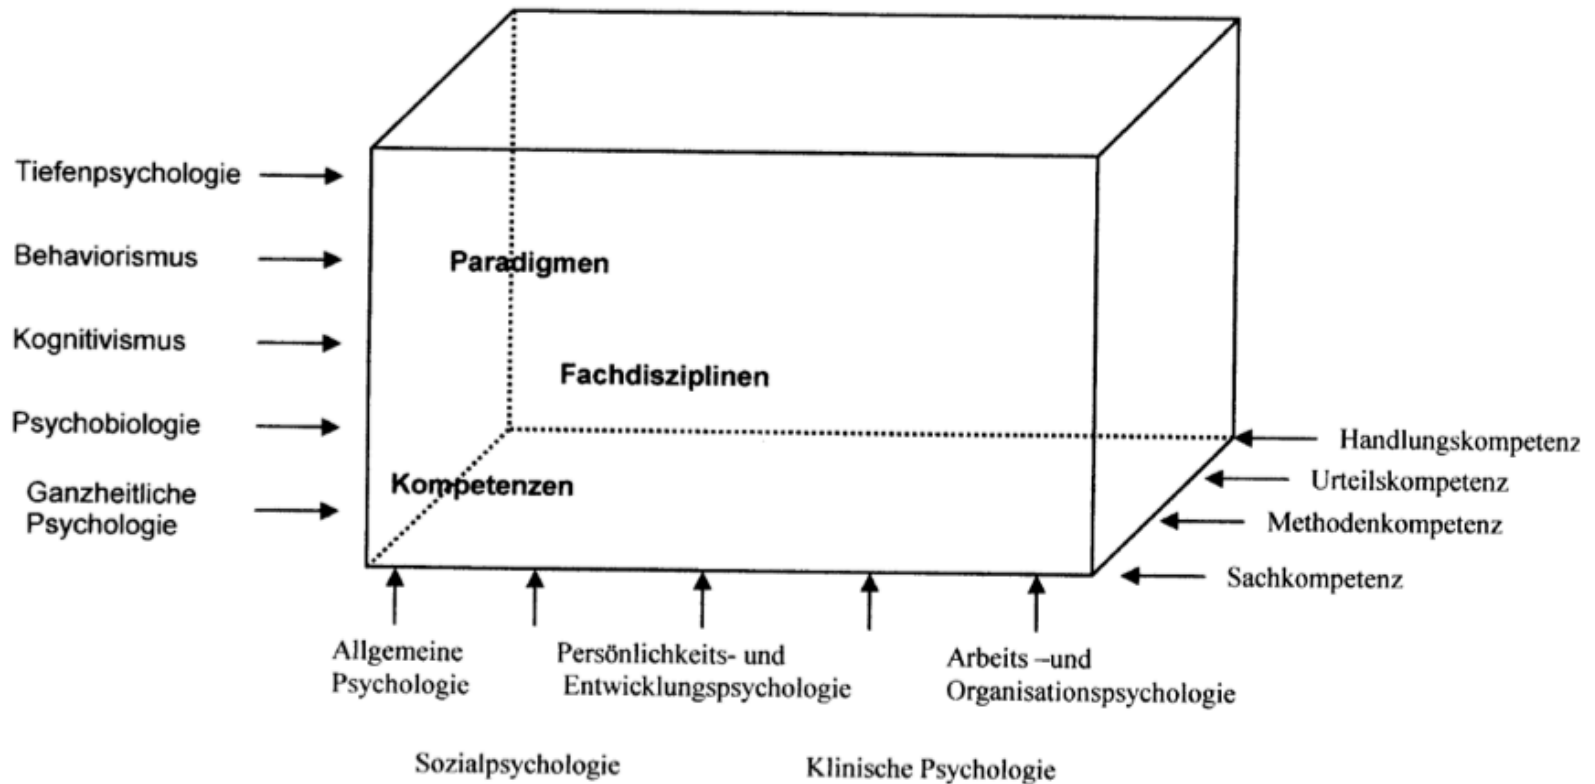 Tiefenpsychologie
Behaviorismus
Paradigmen
Kognitivismus
Fachdisziplinen
Psychobiologie
Handlungskompetenz
Kompetenzen
Urteilskompetenz
Ganzheitliche
Psychologie
Methodenkompetenz
Sachkompetenz
Allgemeine
Psychologie
Persönlichkeits- und
Entwicklungspsychologie
Arbeits –und
Organisationspsychologie
Sozialpsychologie
Klinische Psychologie